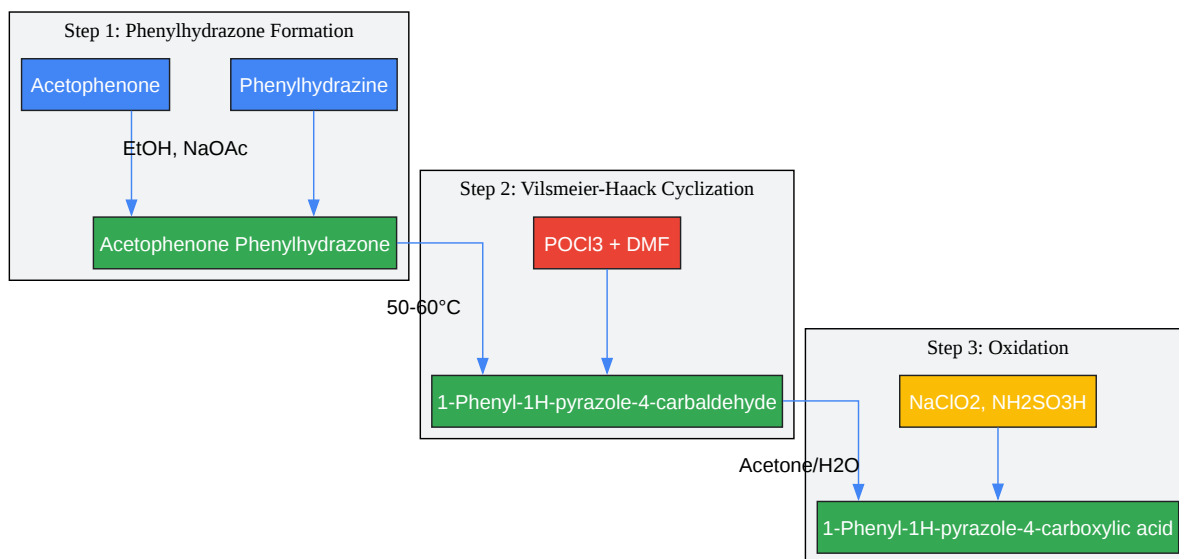 Step 1: Phenylhydrazone Formation
Acetophenone
Phenylhydrazine
EtOH, NaOAc
Acetophenone Phenylhydrazone
Step 2: Vilsmeier-Haack Cyclization
POCl3 + DMF
50-60°C
1-Phenyl-1H-pyrazole-4-carbaldehyde
Step 3: Oxidation
NaClO2, NH2SO3H
Acetone/H2O
1-Phenyl-1H-pyrazole-4-carboxylic acid